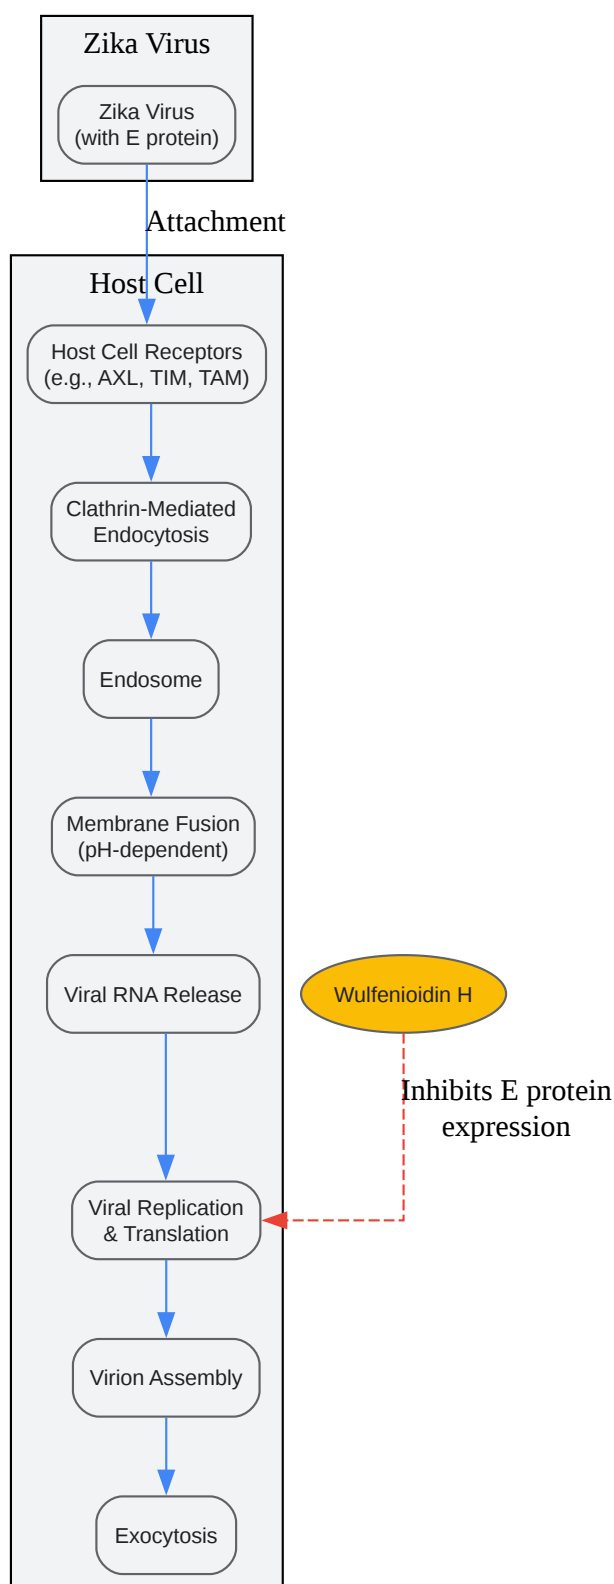 Zika Virus
Zika Virus
(with E protein)
Attachment
Host Cell
Host Cell Receptors
(e.g., AXL, TIM, TAM)
Clathrin-Mediated
Endocytosis
Endosome
Membrane Fusion
(pH-dependent)
Viral RNA Release
Wulfenioidin H
Inhibits E protein
expression
Viral Replication
& Translation
Virion Assembly
Exocytosis